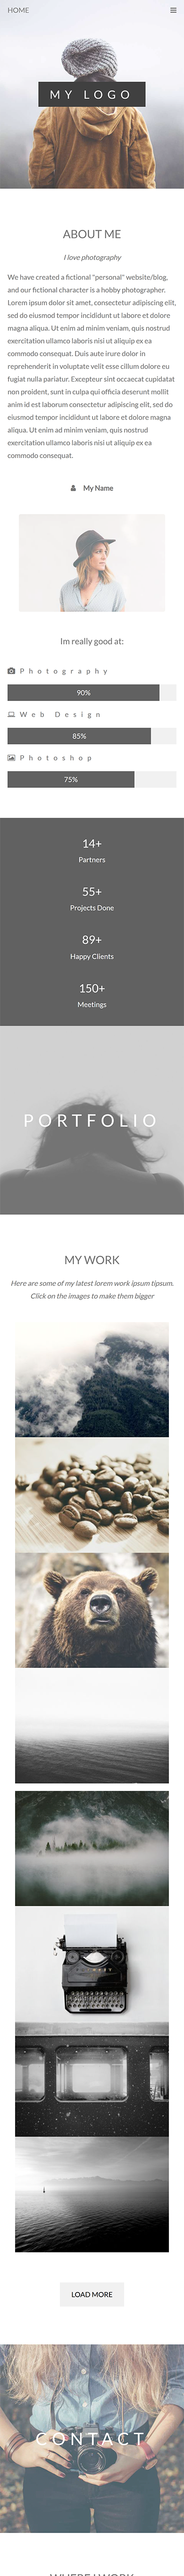 HOME
MY LOGO
ABOUT ME
I love photography
We have created a fictional "personal" website/blog,
and our fictional character is a hobby photographer.
Lorem ipsum dolor sit amet, consectetur adipiscing elit,
sed do eiusmod tempor incididunt ut labore et dolore
magna aliqua. Ut enim ad minim veniam, quis nostrud
exercitation ullamco laboris nisi ut aliquip ex ea
commodo consequat. Duis aute irure dolor in
reprehenderit in voluptate velit esse cillum dolore eu
fugiat nulla pariatur. Excepteur sint occaecat cupidatat
non proident, sunt in culpa qui officia deserunt mollit
anim id est laborum consectetur adipiscing elit, sed do
eiusmod tempor incididunt ut labore et dolore magna
aliqua. Ut enim ad minim veniam, quis nostrud
exercitation ullamco laboris nisi ut aliquip ex ea
commodo consequat.
My Name
Im really good at:
Photography
90%
Web Design
85%
Photoshop
75%
14+
Partners
55+
Projects Done
89+
Happy Clients
150+
Meetings
PORTFOLIO
MY WORK
Here are some of my latest lorem work ipsum tipsum.
Click on the images to make them bigger
LOAD MORE
CONTACT
WHERE I WORK